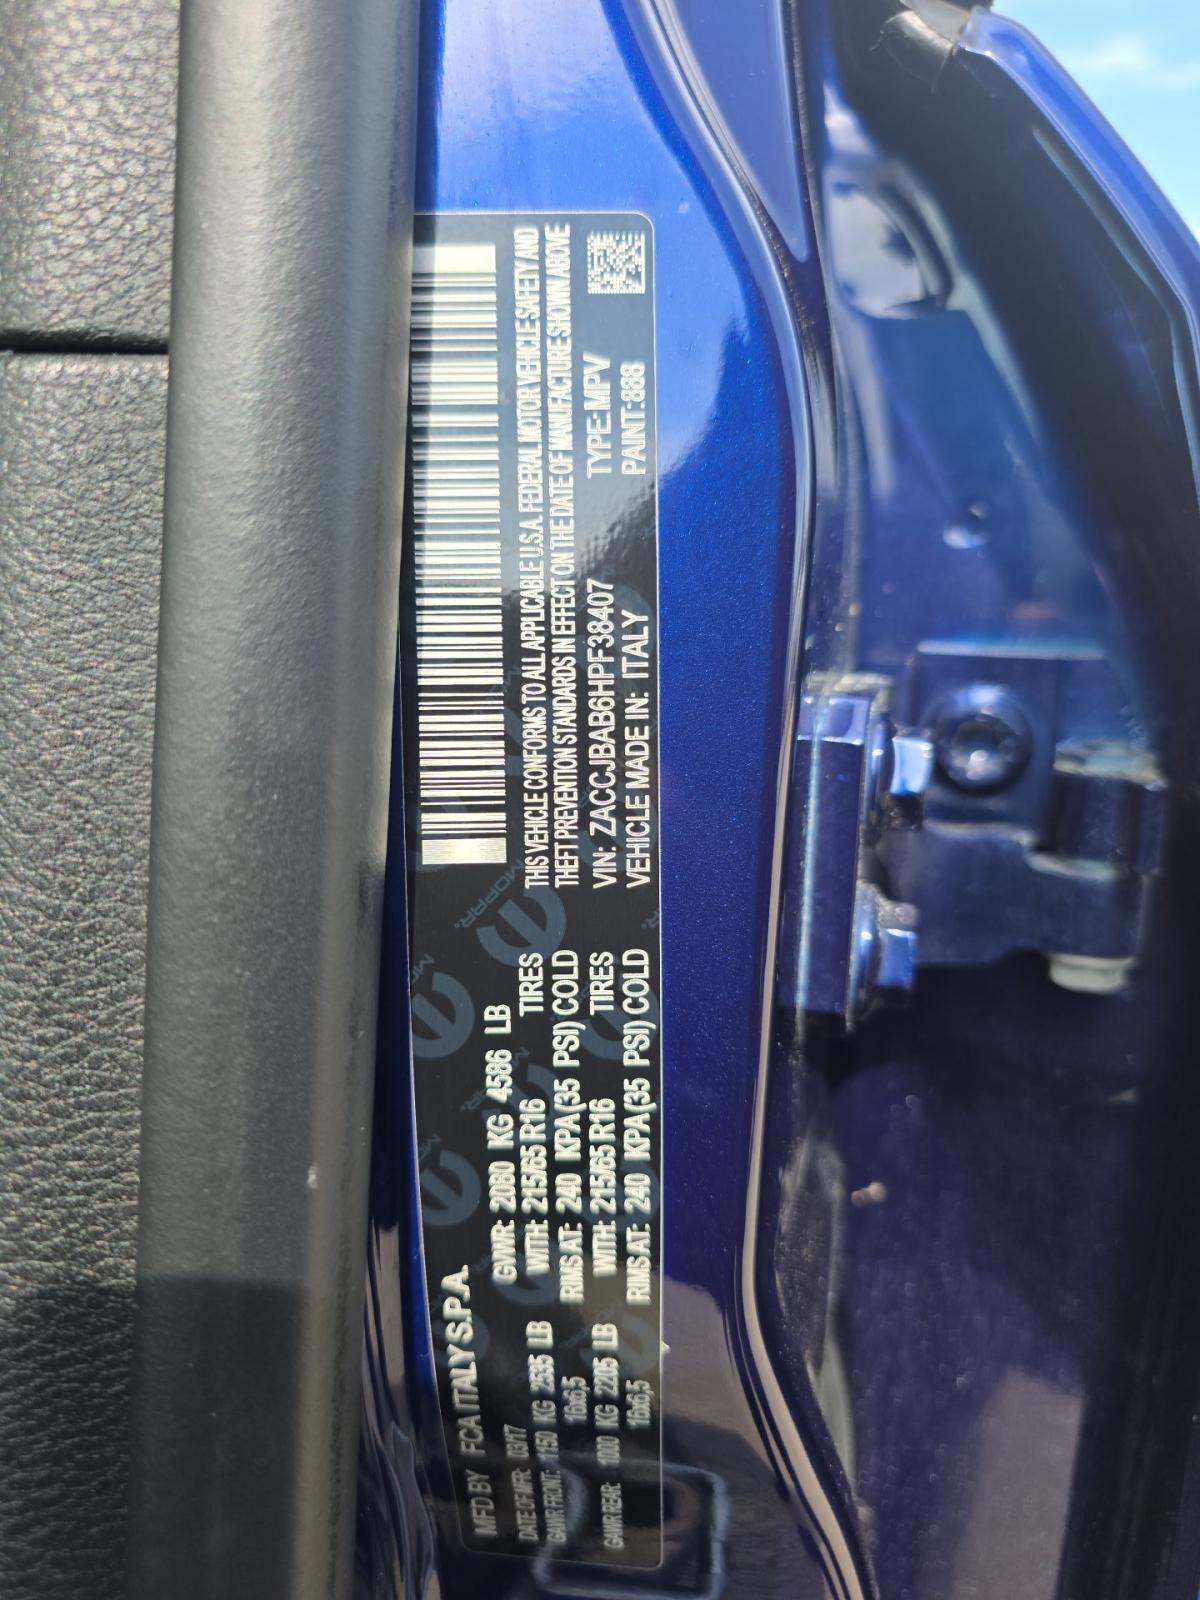 MFD BY FCA ITALY S.P.A.
DATE OF MFR: 03/17 GVWR: 2080 KG 4586 LB
GAWR FRONT: 1150 KG 2535 LB WITH: 215/65 R16 TIRES
16x6,5 RIMS AT: 240 KPA(35 PSI) COLD
GAWR REAR: 1000 KG 2205 LB WITH: 215/65 R16 TIRES
16x6,5 RIMS AT: 240 KPA(35 PSI) COLD
THIS VEHICLE CONFORMS TO ALL APPLICABLE U.S.A. FEDERAL MOTOR VEHICLE SAFETY AND
THEFT PREVENTION STANDARDS IN EFFECT ON THE DATE OF MANUFACTURE SHOWN ABOVE
VIN: ZACCJBAB6HPF38407 TYPE: MPV
VEHICLE MADE IN: ITALY PAINT: 888
MOPAR.